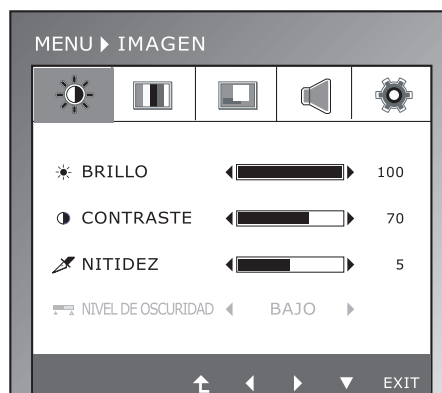 MENU ▶ IMAGEN
BRILLO 100
CONTRASTE 70
NITIDEZ 5
NIVEL DE OSCURIDAD BAJO
EXIT